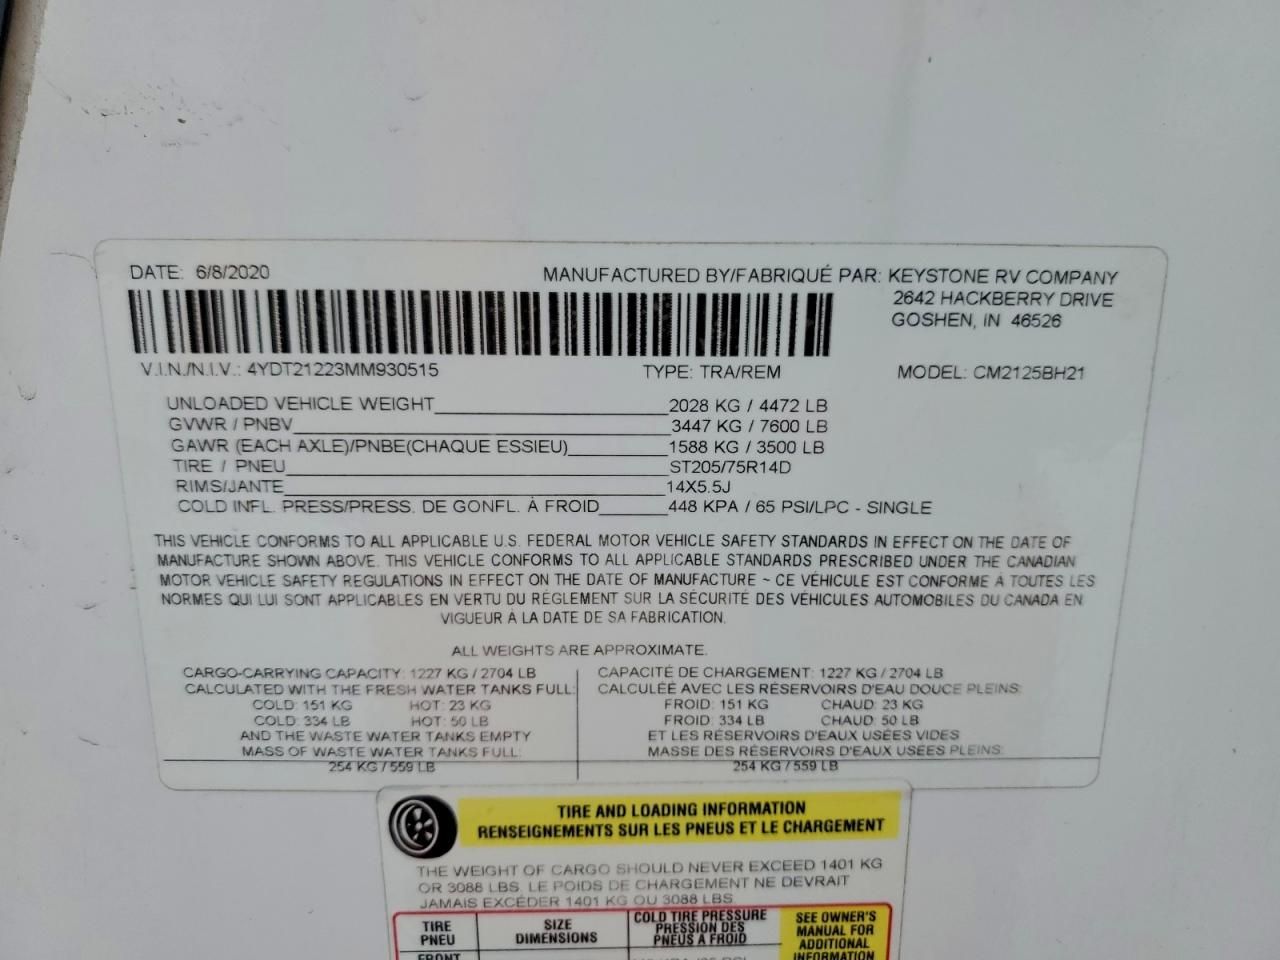 DATE: 6/8/2020
MANUFACTURED BY/FABRIQUÉ PAR: KEYSTONE RV COMPANY
2642 HACKBERRY DRIVE
GOSHEN, IN 46526
V.I.N./N.I.V.: 4YDT21223MM930515 TYPE: TRA/REM MODEL: CM2125BH21
UNLOADED VEHICLE WEIGHT 2028 KG / 4472 LB
GVWR / PNBV 3447 KG / 7600 LB
GAWR (EACH AXLE)/PNBE(CHAQUE ESSIEU) 1588 KG / 3500 LB
TIRE / PNEU ST205/75R14D
RIMS/JANTE 14X5.5J
COLD INFL. PRESS/PRESS. DE GONFL. À FROID 448 KPA / 65 PSI/LPC - SINGLE
THIS VEHICLE CONFORMS TO ALL APPLICABLE U.S. FEDERAL MOTOR VEHICLE SAFETY STANDARDS IN EFFECT ON THE DATE OF
MANUFACTURE SHOWN ABOVE. THIS VEHICLE CONFORMS TO ALL APPLICABLE STANDARDS PRESCRIBED UNDER THE CANADIAN
MOTOR VEHICLE SAFETY REGULATIONS IN EFFECT ON THE DATE OF MANUFACTURE ~ CE VÉHICULE EST CONFORME À TOUTES LES
NORMES QUI LUI SONT APPLICABLES EN VERTU DU RÈGLEMENT SUR LA SÉCURITÉ DES VÉHICULES AUTOMOBILES DU CANADA EN
VIGUEUR À LA DATE DE SA FABRICATION.
ALL WEIGHTS ARE APPROXIMATE.
CARGO-CARRYING CAPACITY: 1227 KG / 2704 LB
CALCULATED WITH THE FRESH WATER TANKS FULL:
COLD: 151 KG HOT: 23 KG
COLD: 334 LB HOT: 50 LB
AND THE WASTE WATER TANKS EMPTY
MASS OF WASTE WATER TANKS FULL:
254 KG / 559 LB
CAPACITÉ DE CHARGEMENT: 1227 KG / 2704 LB
CALCULÉE AVEC LES RÉSERVOIRS D'EAU DOUCE PLEINS:
FROID: 151 KG CHAUD: 23 KG
FROID: 334 LB CHAUD: 50 LB
ET LES RÉSERVOIRS D'EAUX USÉES VIDES
MASSE DES RÉSERVOIRS D'EAUX USÉES PLEINS:
254 KG / 559 LB
TIRE AND LOADING INFORMATION
RENSEIGNEMENTS SUR LES PNEUS ET LE CHARGEMENT
THE WEIGHT OF CARGO SHOULD NEVER EXCEED 1401 KG
OR 3088 LBS. LE POIDS DE CHARGEMENT NE DEVRAIT
JAMAIS EXCÉDER 1401 KG OU 3088 LBS.
TIRE
PNEU
SIZE
DIMENSIONS
COLD TIRE PRESSURE
PRESSION DES
PNEUS A FROID
SEE OWNER'S
MANUAL FOR
ADDITIONAL
INFORMATION
FRONT